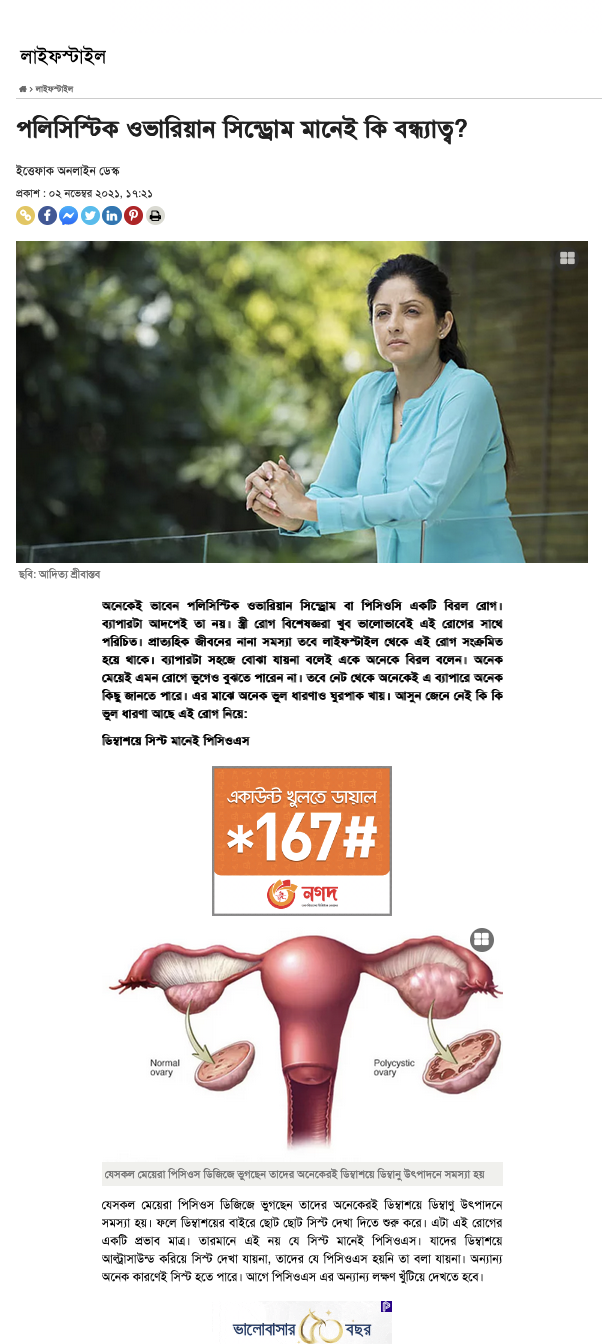 লাইফস্টাইল
লাইফস্টাইল
পলিসিস্টিক ওভারিয়ান সিন্ড্রোম মানেই কি বন্ধ্যাত্ব?
ইত্তেফাক অনলাইন ডেস্ক
প্রকাশ : ০২ নভেম্বর ২০২১, ১৭:২১
ছবি: আদিত্য শ্রীবাস্তব
অনেকেই ভাবেন পলিসিস্টিক ওভারিয়ান সিন্ড্রোম বা পিসিওসি একটি বিরল রোগ।
ব্যাপারটা আদপেই তা নয়। স্ত্রী রোগ বিশেষজ্ঞরা খুব ভালোভাবেই এই রোগের সাথে
পরিচিত। প্রাত্যহিক জীবনের নানা সমস্যা তবে লাইফস্টাইল থেকে এই রোগ সংক্রমিত
হয়ে থাকে। ব্যাপারটা সহজে বোঝা যায়না বলেই একে অনেকে বিরল বলেন। অনেক
মেয়েই এমন রোগে ভুগেও বুঝতে পারেন না। তবে নেট থেকে অনেকেই এ ব্যাপারে অনেক
কিছু জানতে পারে। এর মাঝে অনেক ভুল ধারণাও ঘুরপাক খায়। আসুন জেনে নেই কি কি
ভুল ধারণা আছে এই রোগ নিয়ে:
ডিম্বাশয়ে সিস্ট মানেই পিসিওএস
একাউন্ট খুলতে ডায়াল
*167#
নগদ
Normal
ovary
Polycystic
ovary
যেসকল মেয়েরা পিসিওস ডিজিজে ভুগছেন তাদের অনেকেরই ডিম্বাশয়ে ডিম্বানু উৎপাদনে সমস্যা হয়
যেসকল মেয়েরা পিসিওস ডিজিজে ভুগছেন তাদের অনেকেরই ডিম্বাশয়ে ডিম্বাণু উৎপাদনে
সমস্যা হয়। ফলে ডিম্বাশয়ের বাইরে ছোট ছোট সিস্ট দেখা দিতে শুরু করে। এটা এই রোগের
একটি প্রভাব মাত্র। তারমানে এই নয় যে সিস্ট মানেই পিসিওএস। যাদের ডিম্বাশয়ে
আল্ট্রাসাউন্ড করিয়ে সিস্ট দেখা যায়না, তাদের যে পিসিওএস হয়নি তা বলা যায়না। অন্যান্য
অনেক কারণেই সিস্ট হতে পারে। আগে পিসিওএস এর অন্যান্য লক্ষণ খুঁটিয়ে দেখতে হবে।
ভালোবাসার ২০ বছর